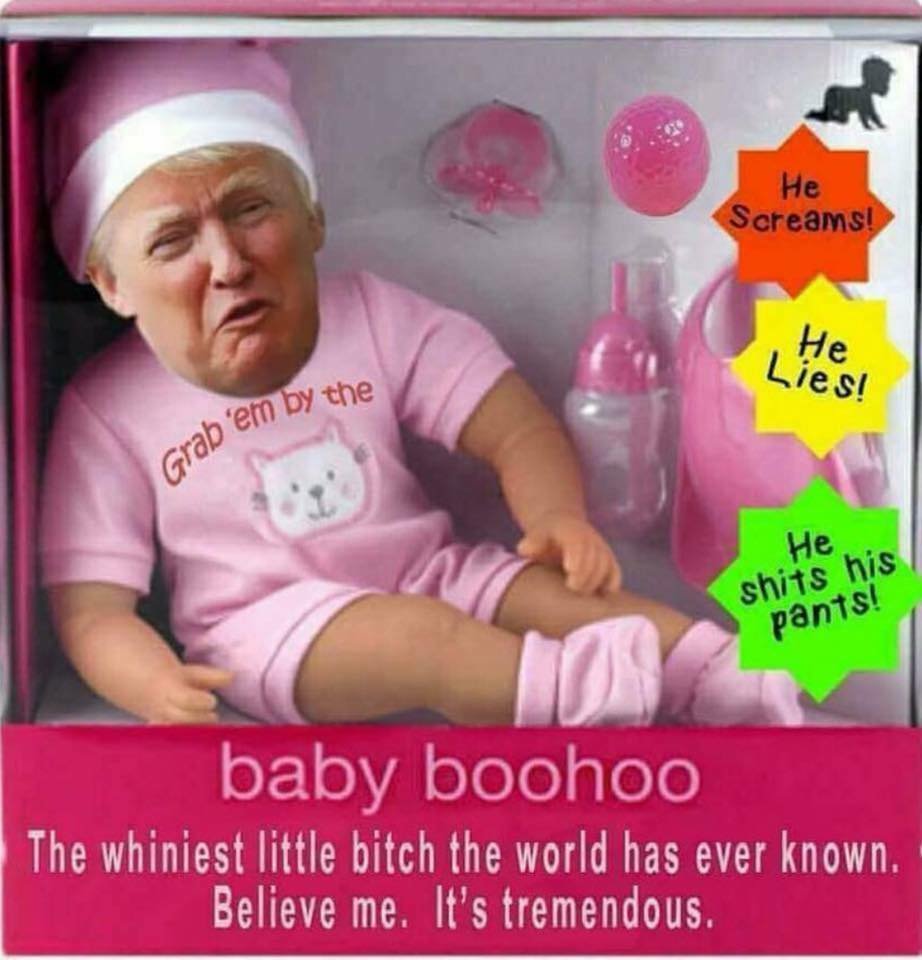 He
Screams!
He
Lies!
Grab 'em by the
He
shits his
pants!
baby boohoo
The whiniest little bitch the world has ever known.
Believe me. It's tremendous.